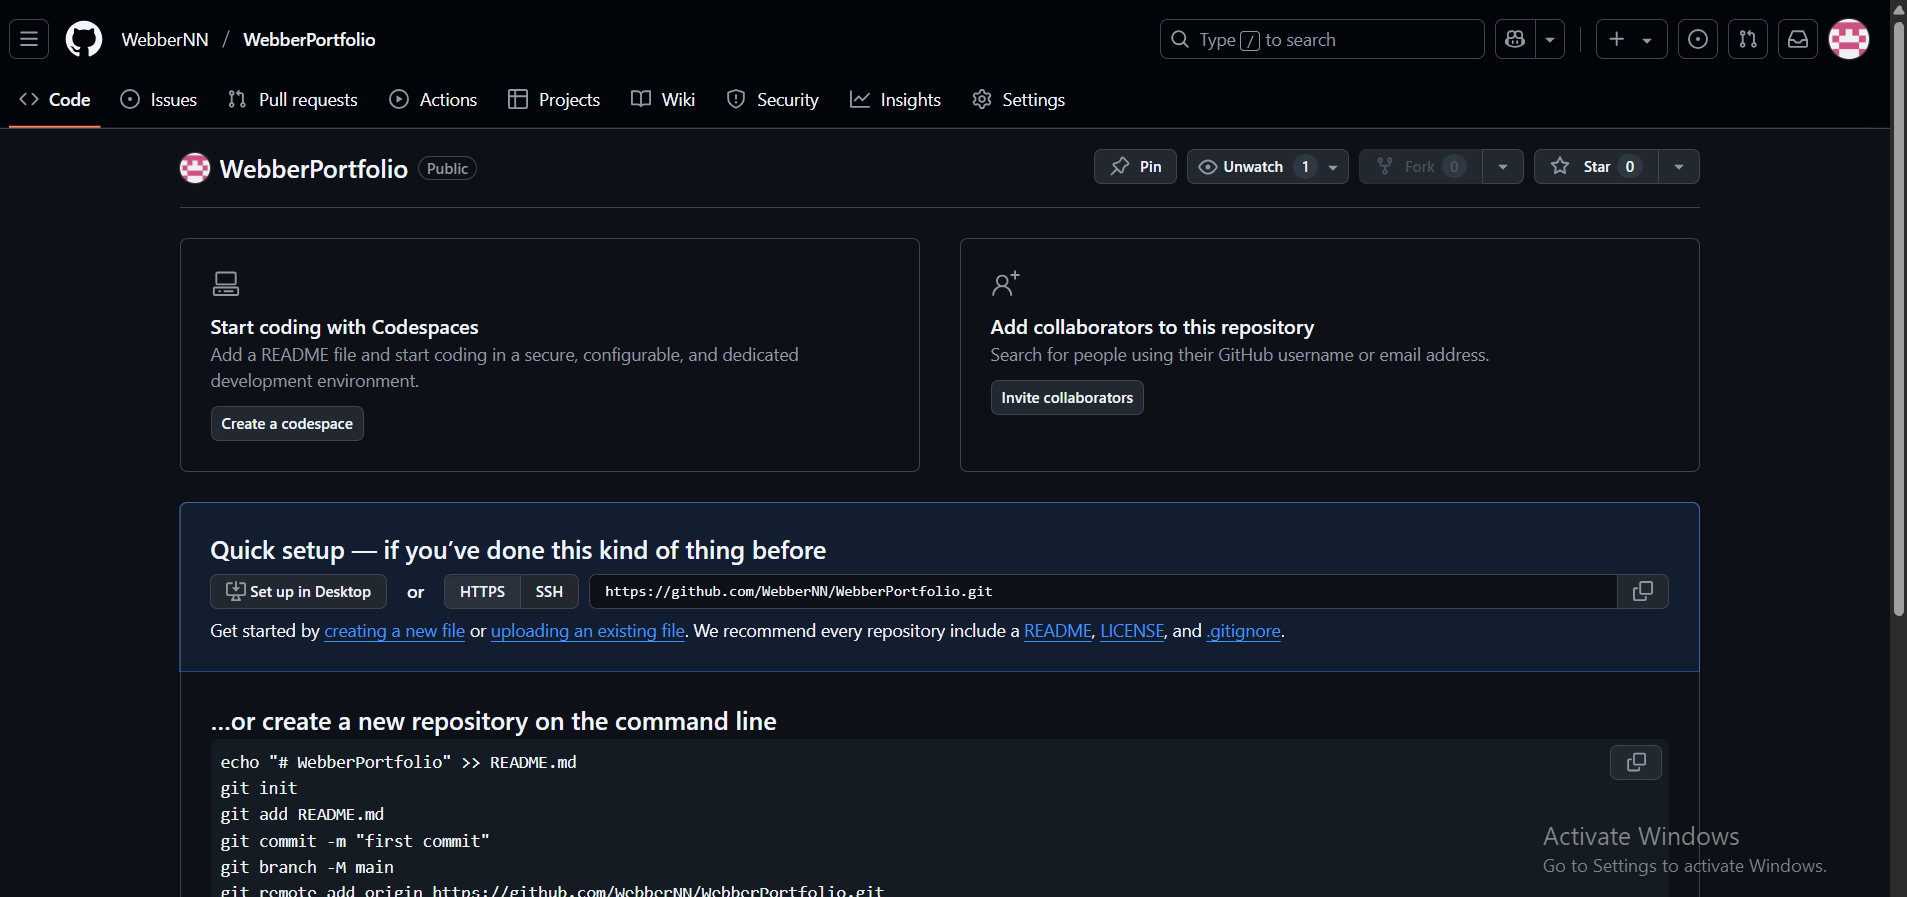 WebberNN / WebberPortfolio
Type / to search
Code
Issues
Pull requests
Actions
Projects
Wiki
Security
Insights
Settings
WebberPortfolio Public
Pin
Unwatch 1
Fork 0
Star 0
Start coding with Codespaces
Add a README file and start coding in a secure, configurable, and dedicated
development environment.
Create a codespace
Add collaborators to this repository
Search for people using their GitHub username or email address.
Invite collaborators
Quick setup — if you’ve done this kind of thing before
Set up in Desktop or HTTPS SSH https://github.com/WebberNN/WebberPortfolio.git
Get started by creating a new file or uploading an existing file. We recommend every repository include a README, LICENSE, and .gitignore.
...or create a new repository on the command line
echo "# WebberPortfolio" >> README.md
git init
git add README.md
git commit -m "first commit"
git branch -M main
git remote add origin https://github.com/WebberNN/WebberPortfolio.git
Activate Windows
Go to Settings to activate Windows.